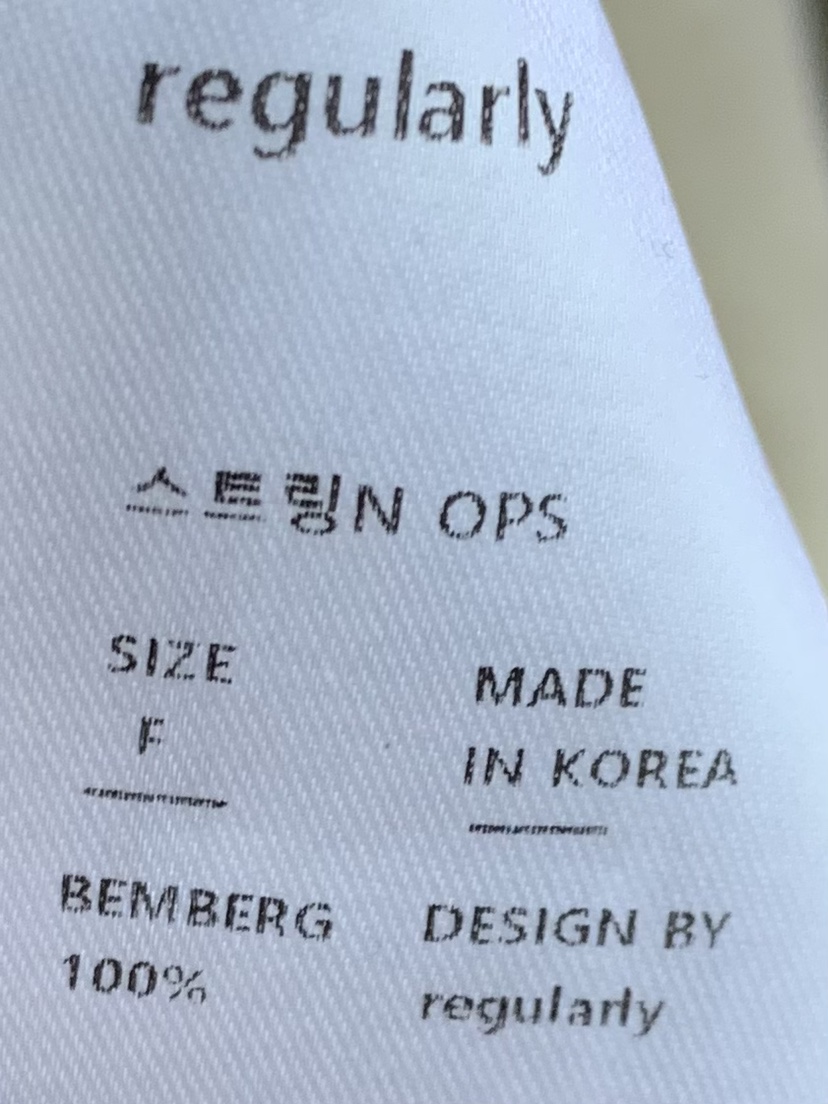 regularly
스트링N OPS
SIZE
F
MADE
IN KOREA
BEMBERG
100%
DESIGN BY
regularly